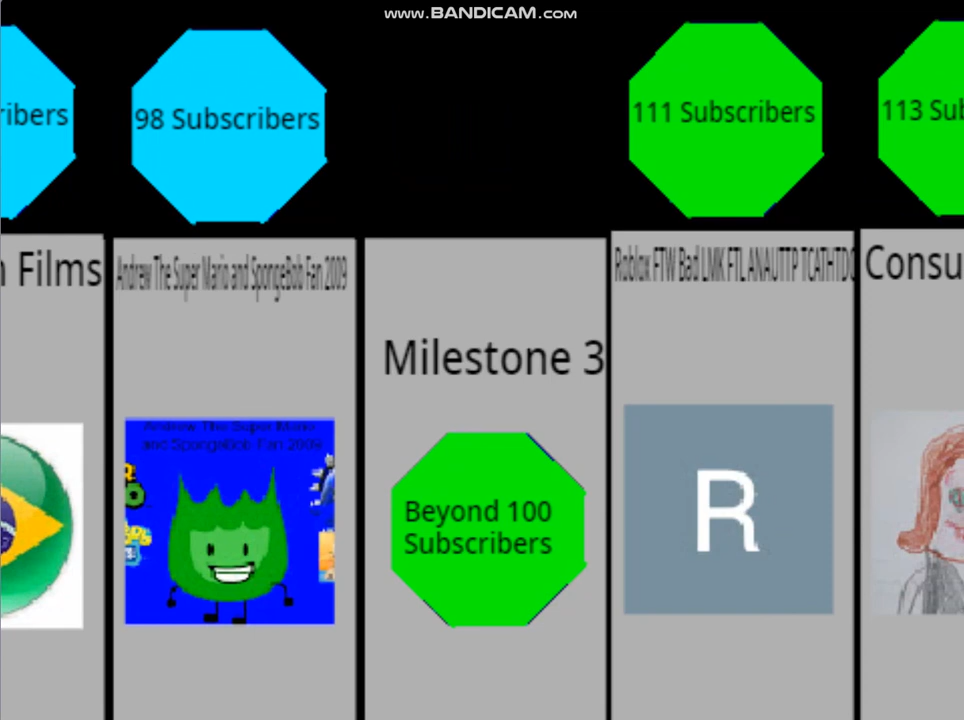 www.BANDICAM.com
ribers
98 Subscribers
111 Subscribers
113 Sub
n Films
Andrew The Super Mario and SpongeBob Fan 2009
Milestone 3
Roblox FTW Bad LMK FTL ANAUTTP TCATHTDC
Consu
Andrew The Super Mario
and SpongeBob Fan 2009
Beyond 100
Subscribers
R